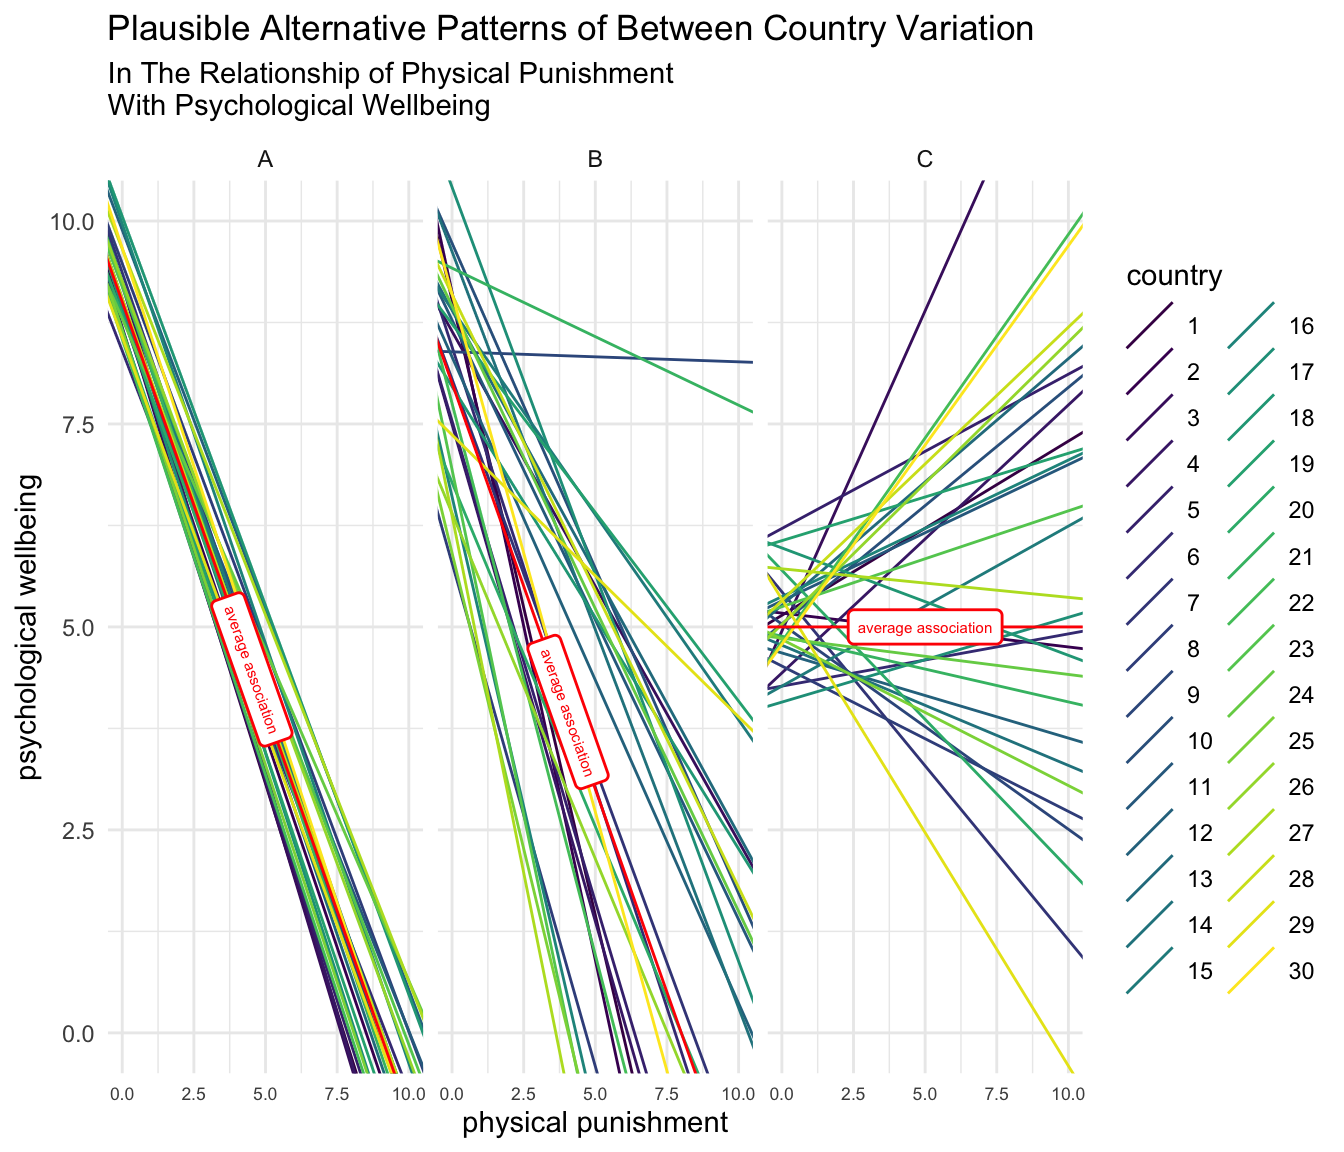 Plausible Alternative Patterns of Between Country Variation
In The Relationship of Physical Punishment
With Psychological Wellbeing
A
B
C
psychological wellbeing
10.0
7.5
5.0
2.5
0.0
average association
average association
average association
0.0 2.5 5.0 7.5 10.0
0.0 2.5 5.0 7.5 10.0
0.0 2.5 5.0 7.5 10.0
physical punishment
country
1
2
3
4
5
6
7
8
9
10
11
12
13
14
15
16
17
18
19
20
21
22
23
24
25
26
27
28
29
30